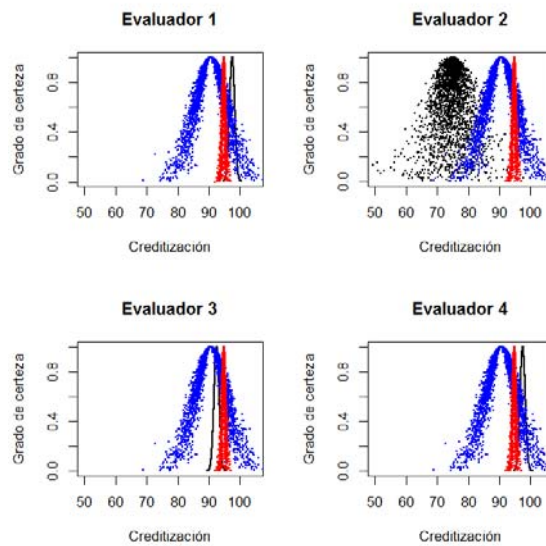 Evaluador 1
Grado de certeza
0.0 0.4 0.8
50 60 70 80 90 100
Creditización
Evaluador 2
Grado de certeza
0.0 0.4 0.8
50 60 70 80 90 100
Creditización
Evaluador 3
Grado de certeza
0.0 0.4 0.8
50 60 70 80 90 100
Creditización
Evaluador 4
Grado de certeza
0.0 0.4 0.8
50 60 70 80 90 100
Creditización